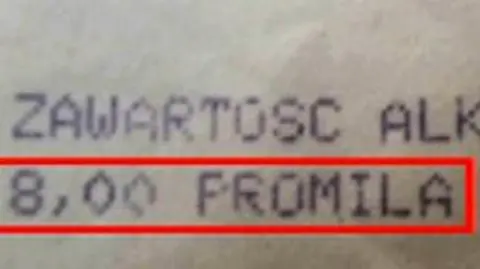 ZAWARTOSC ALK
8,00 PROMILA